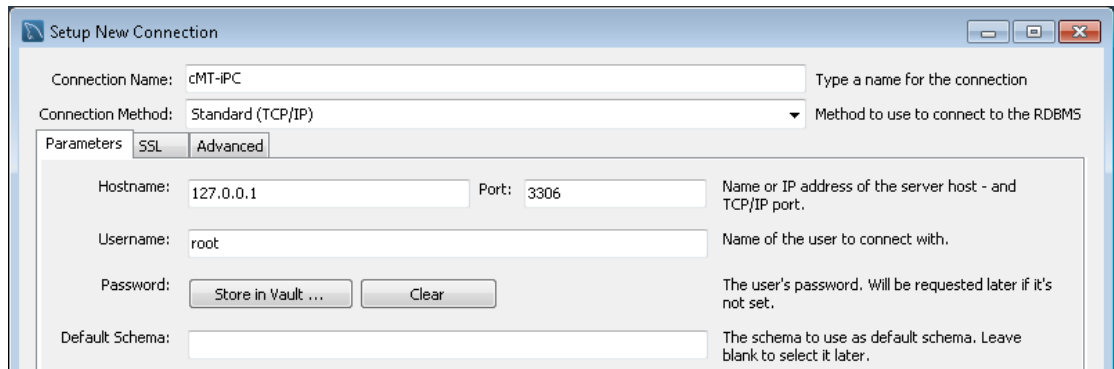 Setup New Connection
Connection Name: cMT-iPC Type a name for the connection
Connection Method: Standard (TCP/IP) Method to use to connect to the RDBMS
Parameters SSL Advanced
Hostname: 127.0.0.1 Port: 3306 Name or IP address of the server host - and
TCP/IP port.
Username: root Name of the user to connect with.
Password: Store in Vault ... Clear The user's password. Will be requested later if it's
not set.
Default Schema: The schema to use as default schema. Leave
blank to select it later.